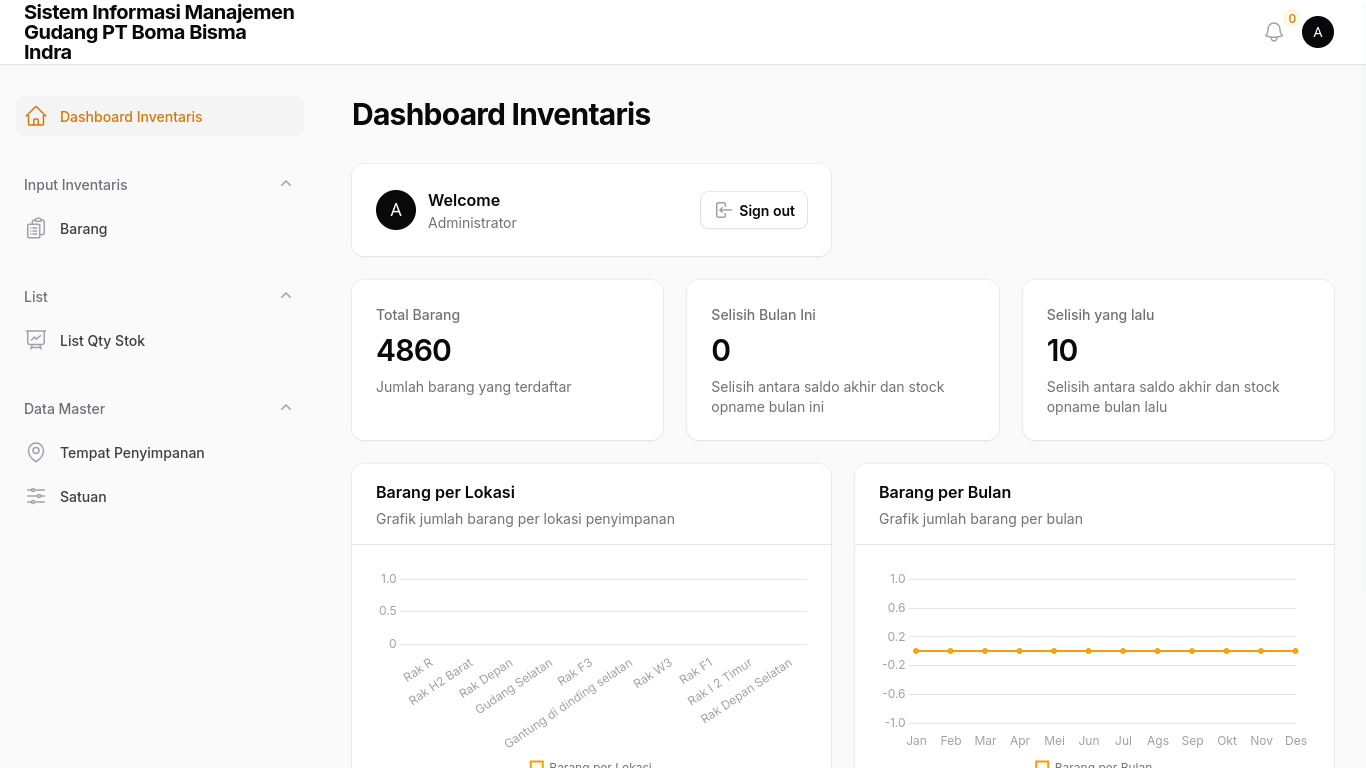 Sistem Informasi Manajemen
Gudang PT Boma Bisma
Indra
0
A
Dashboard Inventaris
Input Inventaris
Barang
List
List Qty Stok
Data Master
Tempat Penyimpanan
Satuan
Dashboard Inventaris
A
Welcome
Administrator
Sign out
Total Barang
4860
Jumlah barang yang terdaftar
Selisih Bulan Ini
0
Selisih antara saldo akhir dan stock
opname bulan ini
Selisih yang lalu
10
Selisih antara saldo akhir dan stock
opname bulan lalu
Barang per Lokasi
Grafik jumlah barang per lokasi penyimpanan
1.0
0.5
0
Rak R
Rak H2 Barat
Rak Depan
Gudang Selatan
Rak F3
Gantung di dinding selatan
Rak W3
Rak F1
Rak I 2 Timur
Rak Depan Selatan
Barang per Lokasi
Barang per Bulan
Grafik jumlah barang per bulan
1.0
0.6
0.2
-0.2
-0.6
-1.0
Jan Feb Mar Apr Mei Jun Jul Ags Sep Okt Nov Des
Barang per Bulan